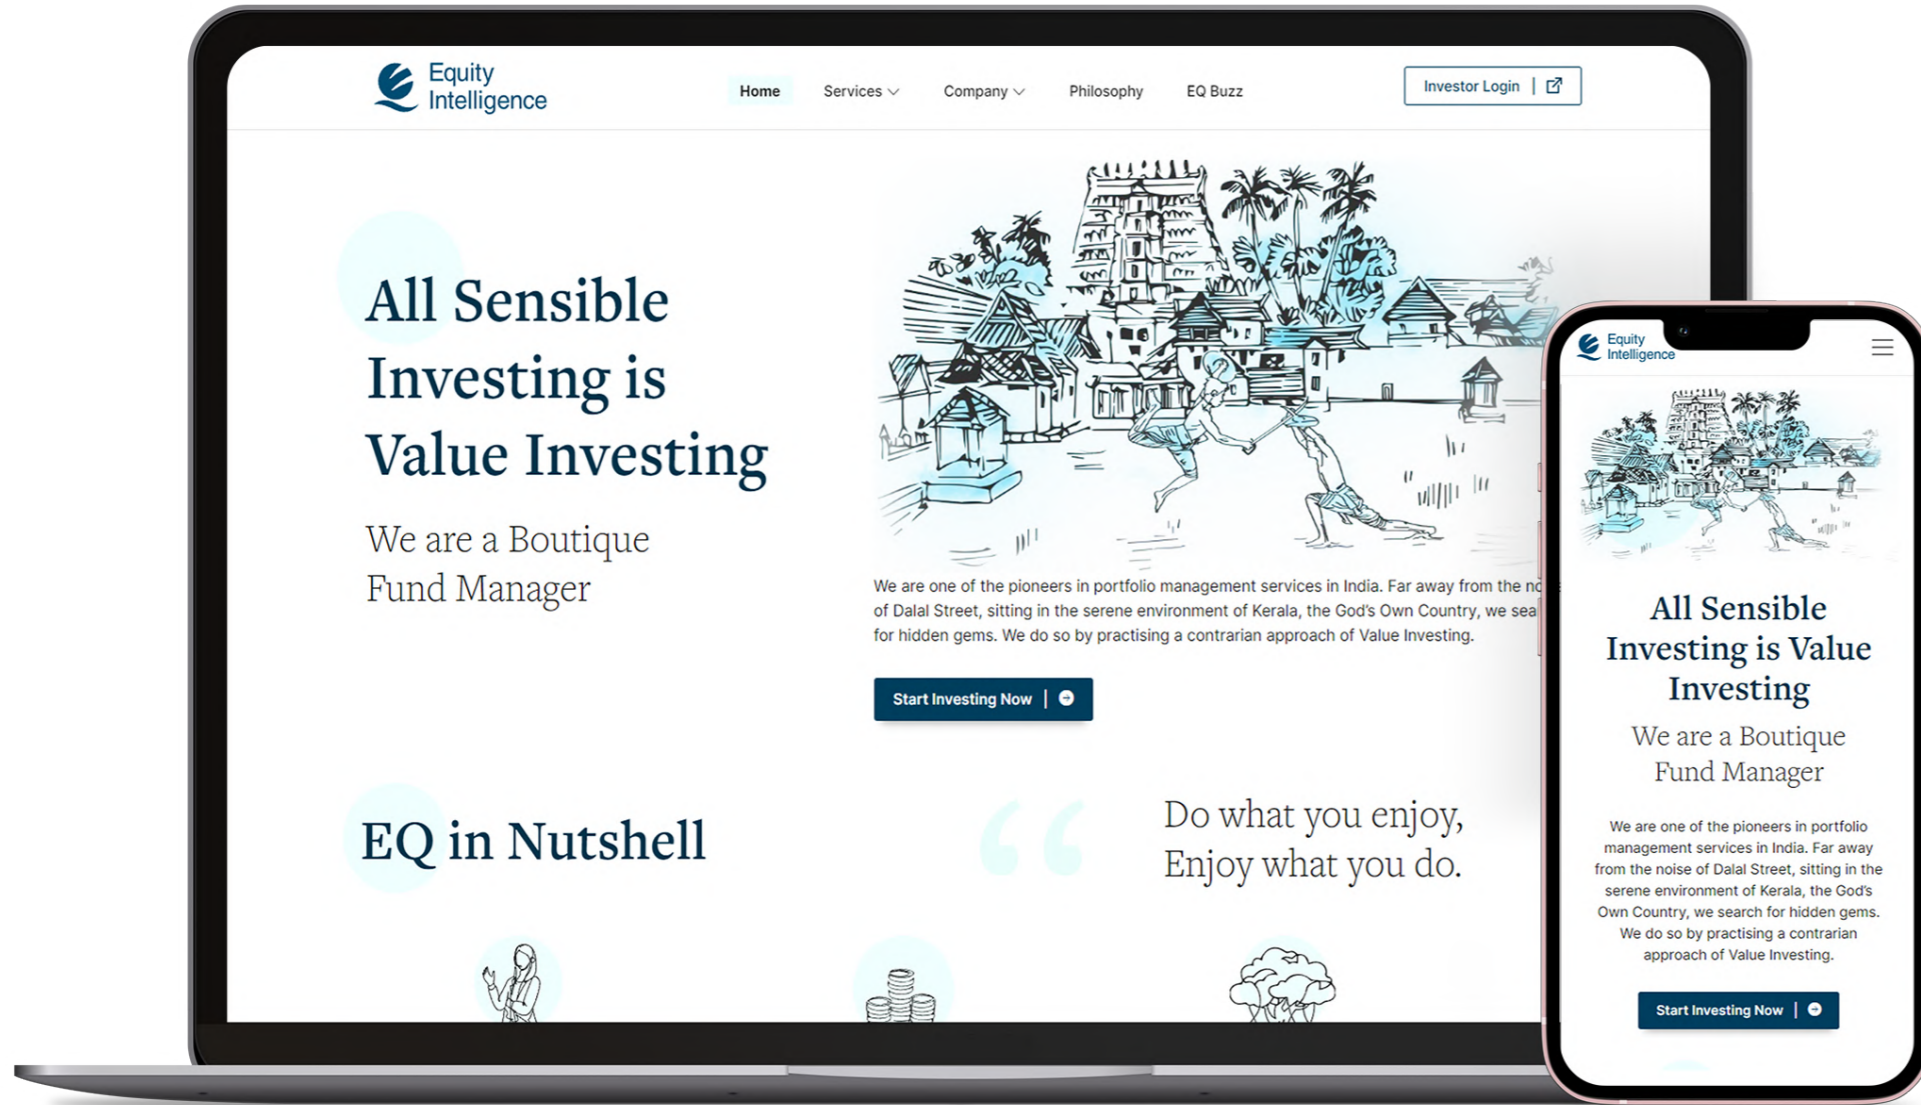 Equity
Intelligence
Home
Services
Company
Philosophy
EQ Buzz
Investor Login
All Sensible
Investing is
Value Investing
We are a Boutique
Fund Manager
We are one of the pioneers in portfolio management services in India. Far away from the
of Dalal Street, sitting in the serene environment of Kerala, the God's Own Country, we
for hidden gems. We do so by practising a contrarian approach of Value Investing.
Start Investing Now
EQ in Nutshell
Do what you enjoy,
Enjoy what you do.
Equity
Intelligence
All Sensible
Investing is Value
Investing
We are a Boutique
Fund Manager
We are one of the pioneers in portfolio
management services in India. Far away
from the noise of Dalal Street, sitting in the
serene environment of Kerala, the God's
Own Country, we search for hidden gems.
We do so by practising a contrarian
approach of Value Investing.
Start Investing Now